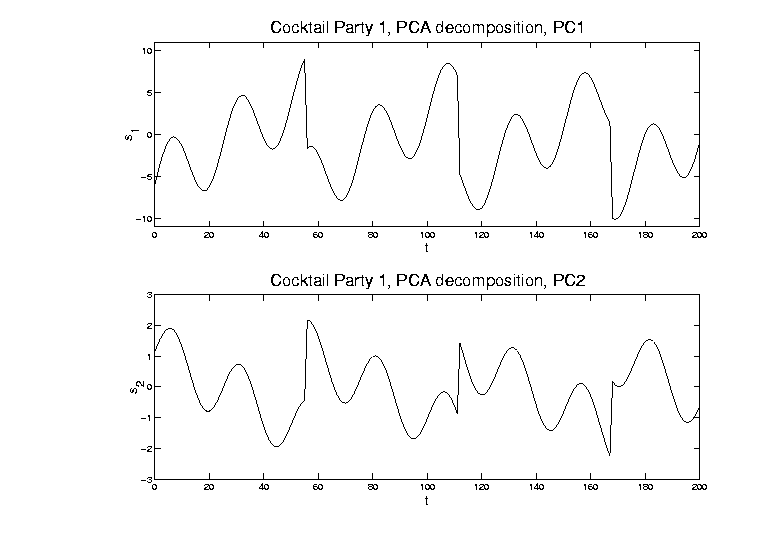 Cocktail Party 1, PCA decomposition, PC1
10
5
0
−5
−10
s1
0 20 40 60 80 100 120 140 160 180 200
t
Cocktail Party 1, PCA decomposition, PC2
3
2
1
0
−1
−2
−3
s2
0 20 40 60 80 100 120 140 160 180 200
t